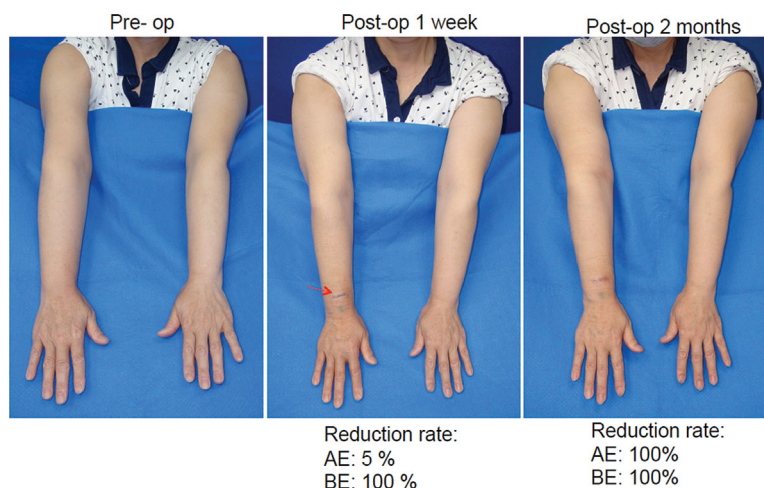 Pre- op
Post-op 1 week
Post-op 2 months
Reduction rate:
AE: 5 %
BE: 100 %
Reduction rate:
AE: 100%
BE: 100%